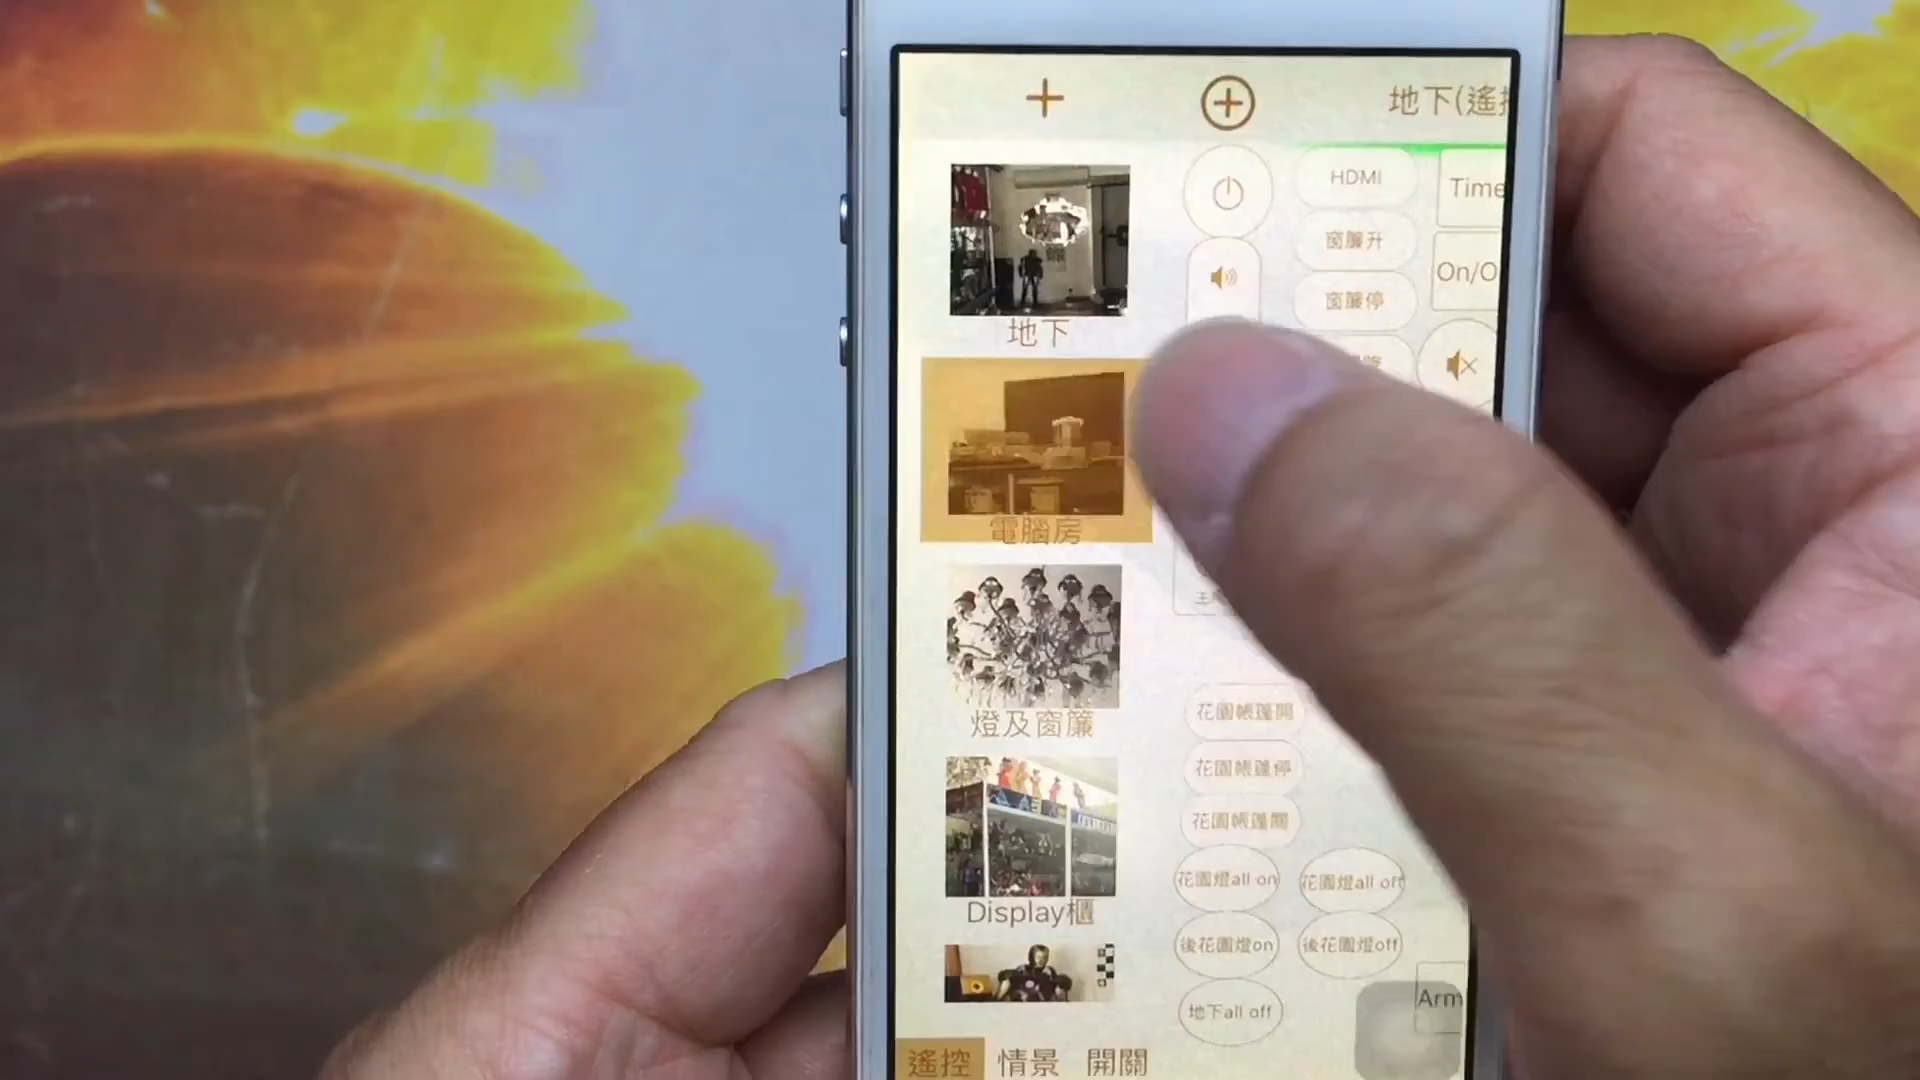 地下(遙
地下
電腦房
燈及窗簾
Display櫃
HDMI
窗簾升
窗簾停
Time
On/O
花園帳蓬開
花園帳蓬停
花園帳蓬關
花園燈all on
花園燈all off
後花園燈on
後花園燈off
地下all off
Arm
遙控
情景
開關